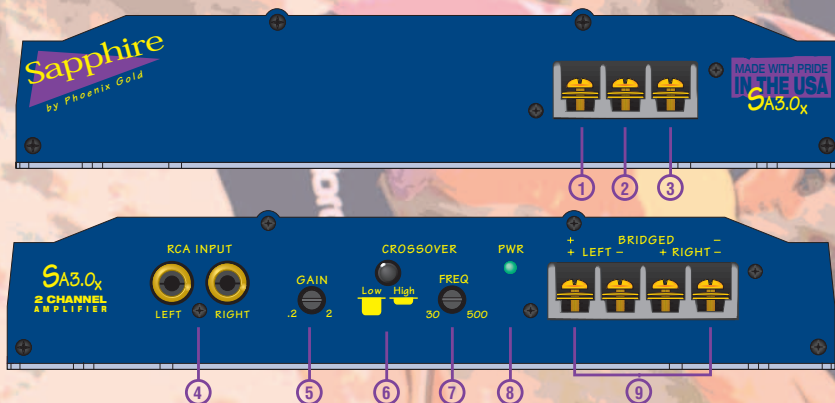 Sapphire
by Phoenix Gold
MADE WITH PRIDE
IN THE USA
SA3.0x
1 2 3
SA3.0x
2 CHANNEL
AMPLIFIER
RCA INPUT
LEFT RIGHT
GAIN
.2 2
CROSSOVER
Low High
FREQ
30 500
PWR
+ BRIDGED -
+ LEFT - + RIGHT -
4 5 6 7 8 9